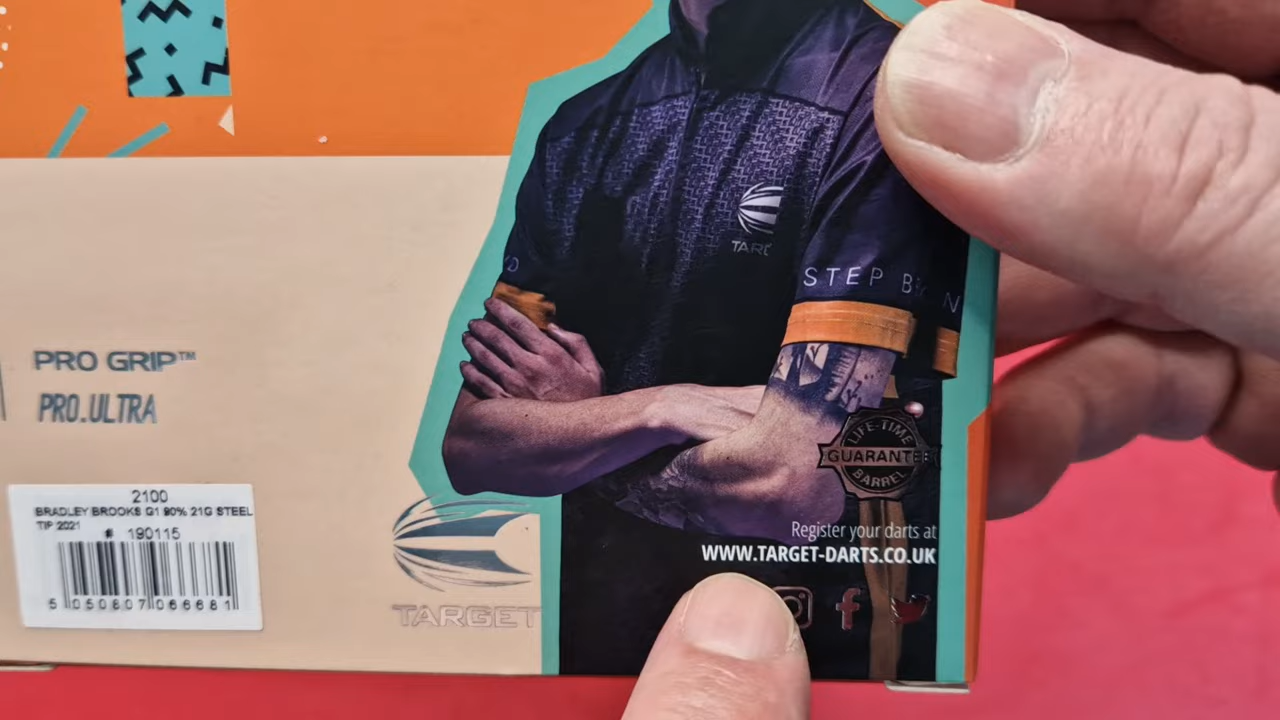 TARG
STEP B
PRO GRIP™
PRO.ULTRA
LIFE-TIME
GUARANTEE
BARREL
2100
BRADLEY BROOKS G1 90% 21G STEEL
TIP 2021
# 190115
5 050807 066681
TARGET
Register your darts at
WWW.TARGET-DARTS.CO.UK